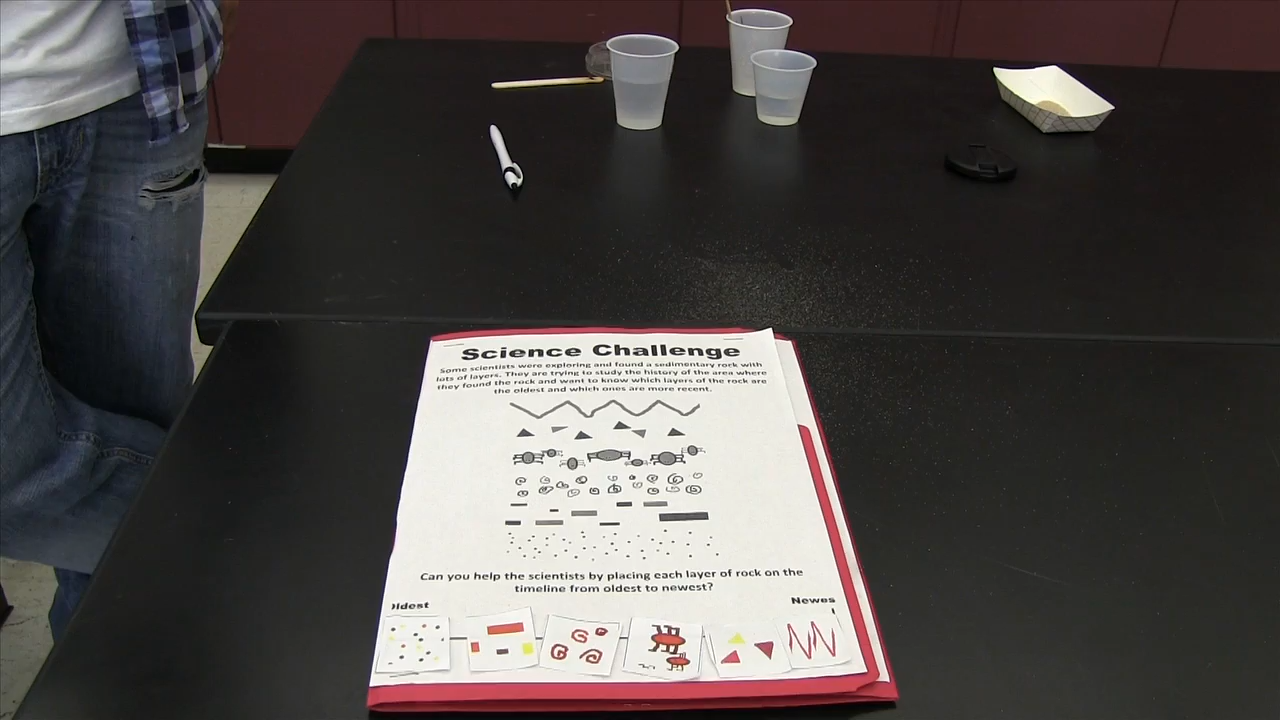 Science Challenge
Some scientists were exploring and found a sedimentary rock with
lots of layers. They are trying to study the history of the area where
they found the rock and want to know which layers of the rock are
the oldest and which ones are more recent.
Can you help the scientists by placing each layer of rock on the
timeline from oldest to newest?
ldest
Newes